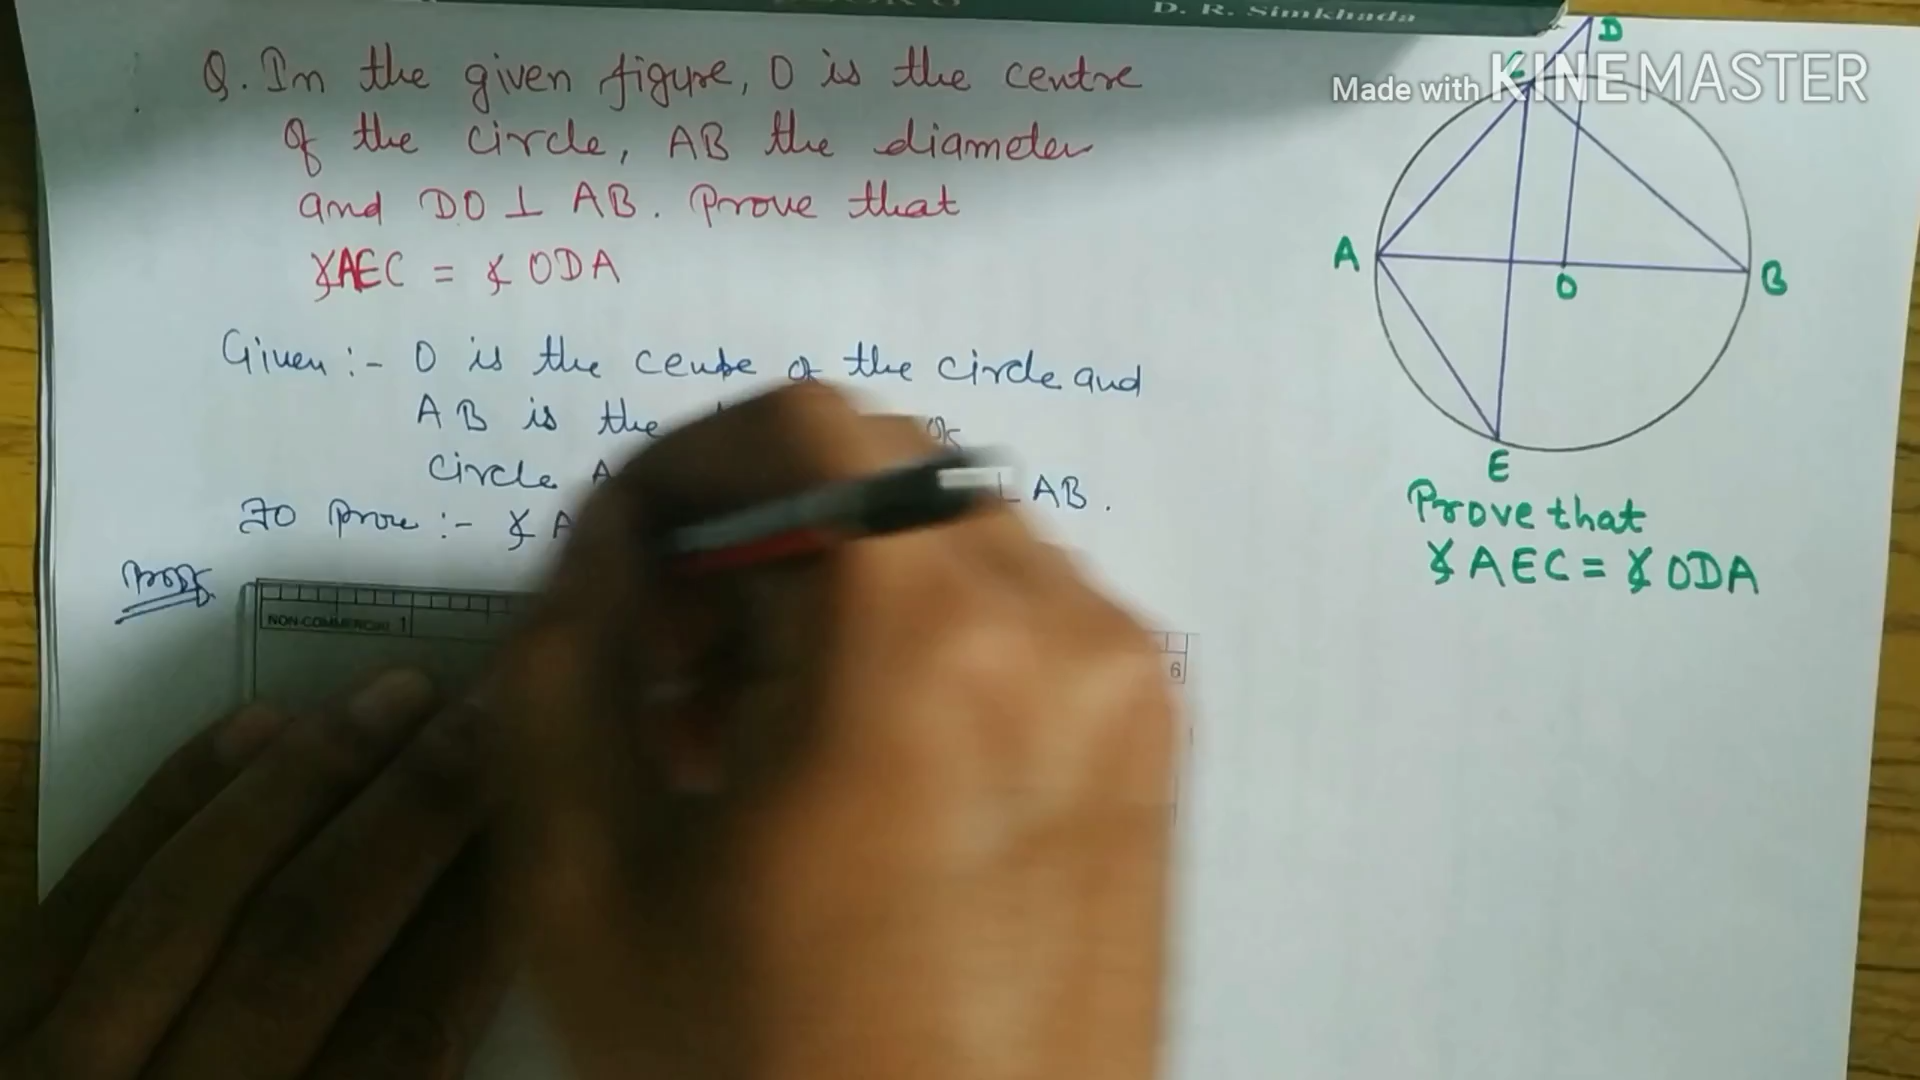 D. R. Simkhada
Q. In the given figure, O is the centre
of the circle, AB the diameter
and DO ⊥ AB. Prove that
∡AEC = ∡ODA
Given :- O is the centre of the circle and
AB is the
circle ⊥ AB.
To prove :- ∡A
Proof
NON-COMMERCIAL 1
6
Made with KINEMASTER
D
C
A
O
B
E
Prove that
∡AEC = ∡ODA